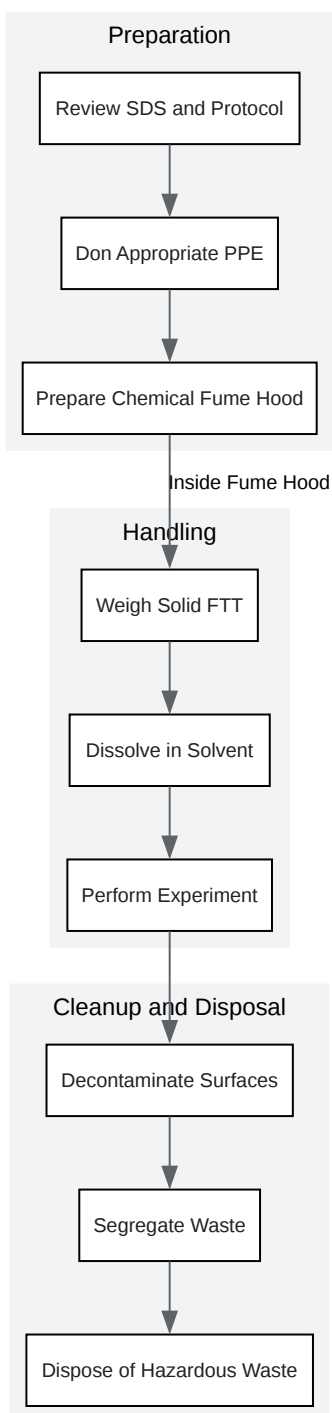 Preparation
Review SDS and Protocol
Don Appropriate PPE
Prepare Chemical Fume Hood
Inside Fume Hood
Handling
Weigh Solid FTT
Dissolve in Solvent
Perform Experiment
Cleanup and Disposal
Decontaminate Surfaces
Segregate Waste
Dispose of Hazardous Waste